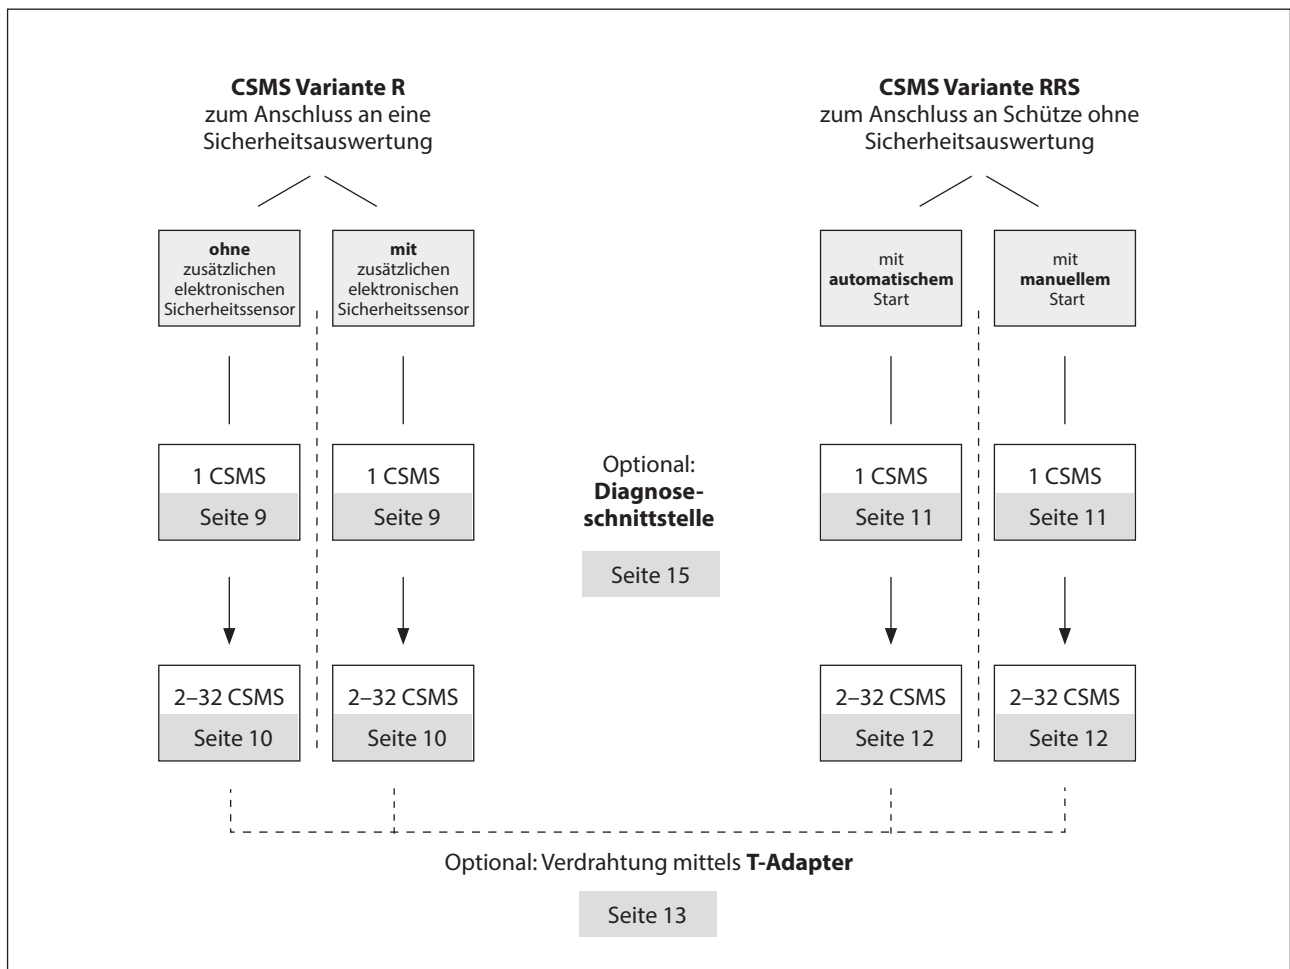 CSMS Variante R
zum Anschluss an eine
Sicherheitsauswertung
ohne
zusätzlichen
elektronischen
Sicherheitssensor
mit
zusätzlichen
elektronischen
Sicherheitssensor
1 CSMS
Seite 9
1 CSMS
Seite 9
2–32 CSMS
Seite 10
2–32 CSMS
Seite 10
Optional:
Diagnose-
schnittstelle
Seite 15
CSMS Variante RRS
zum Anschluss an Schütze ohne
Sicherheitsauswertung
mit
automatischem
Start
mit
manuellem
Start
1 CSMS
Seite 11
1 CSMS
Seite 11
2–32 CSMS
Seite 12
2–32 CSMS
Seite 12
Optional: Verdrahtung mittels T-Adapter
Seite 13